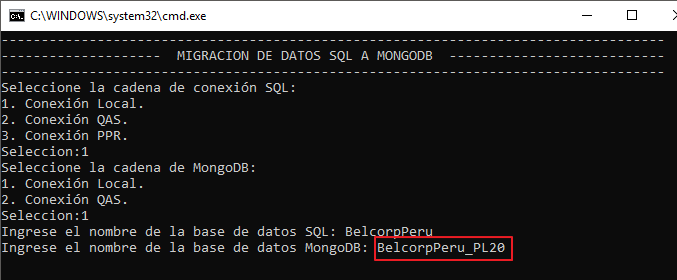 C:\WINDOWS\system32\cmd.exe
-----------------------------------------------------------------------------------
-------------------- MIGRACION DE DATOS SQL A MONGODB ---------------------------
-----------------------------------------------------------------------------------
Seleccione la cadena de conexión SQL:
1. Conexión Local.
2. Conexión QAS.
3. Conexión PPR.
Seleccion:1
Seleccione la cadena de MongoDB:
1. Conexión Local.
2. Conexión QAS.
Seleccion:1
Ingrese el nombre de la base de datos SQL: BelcorpPeru
Ingrese el nombre de la base de datos MongoDB: BelcorpPeru_PL20